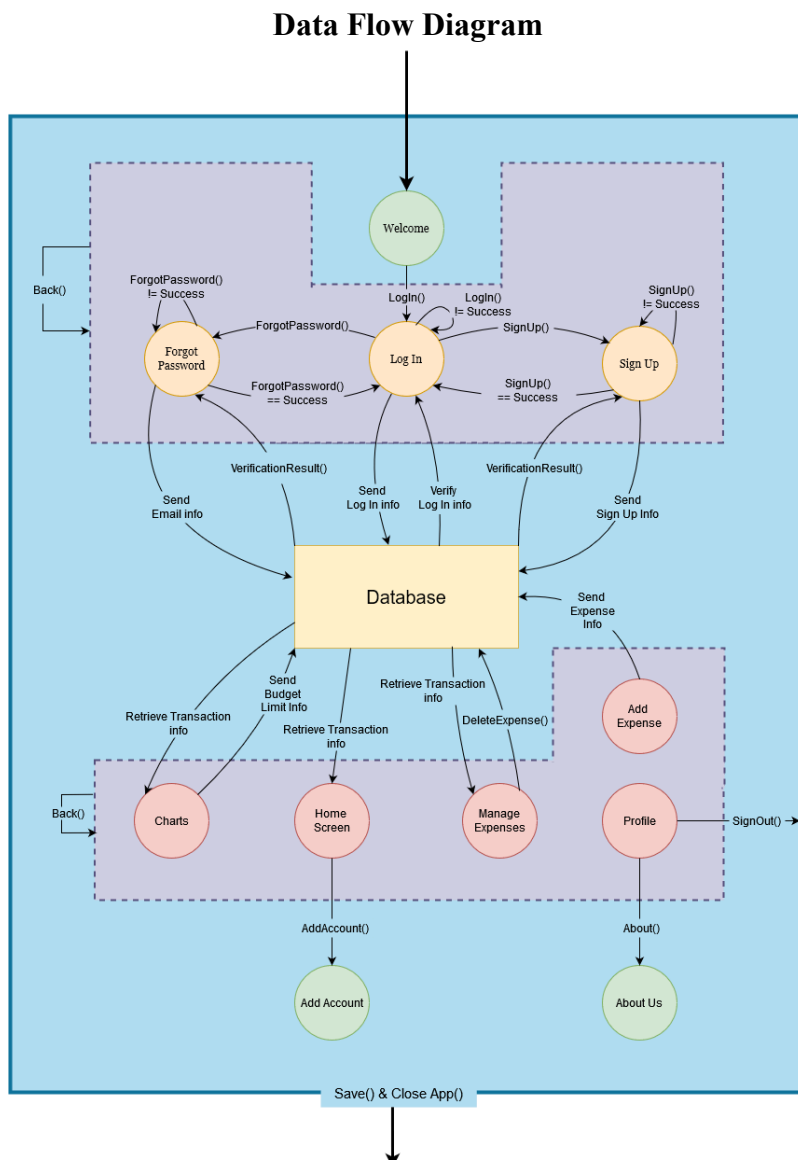 Data Flow Diagram
Welcome
LogIn()
LogIn()
!= Success
ForgotPassword()
!= Success
SignUp()
!= Success
Back()
ForgotPassword()
SignUp()
Forgot
Password
Log In
Sign Up
ForgotPassword()
== Success
SignUp()
== Success
VerificationResult()
VerificationResult()
Send
Email info
Send
Log In info
Verify
Log In info
Send
Sign Up Info
Database
Send
Expense
Info
Retrieve Transaction
info
Send
Budget
Limit Info
Retrieve Transaction
info
Retrieve Transaction
info
DeleteExpense()
Add
Expense
Back()
Charts
Home
Screen
Manage
Expenses
Profile
SignOut()
AddAccount()
About()
Add Account
About Us
Save() & Close App()